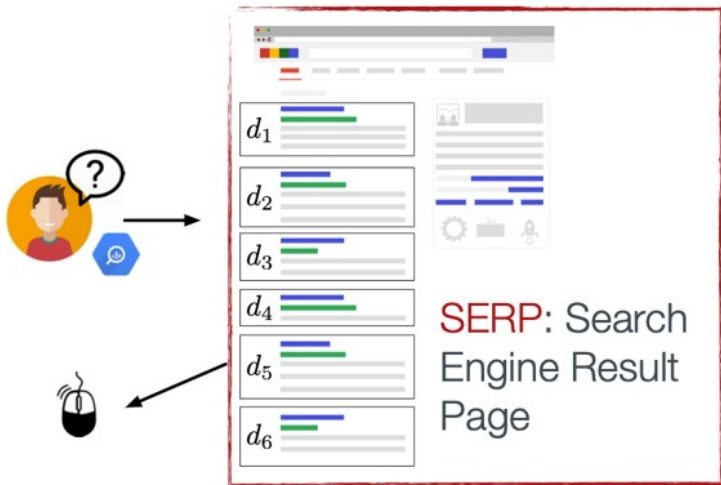 ?
d₁
d₂
d₃
d₄
d₅
d₆
SERP: Search
Engine Result
Page